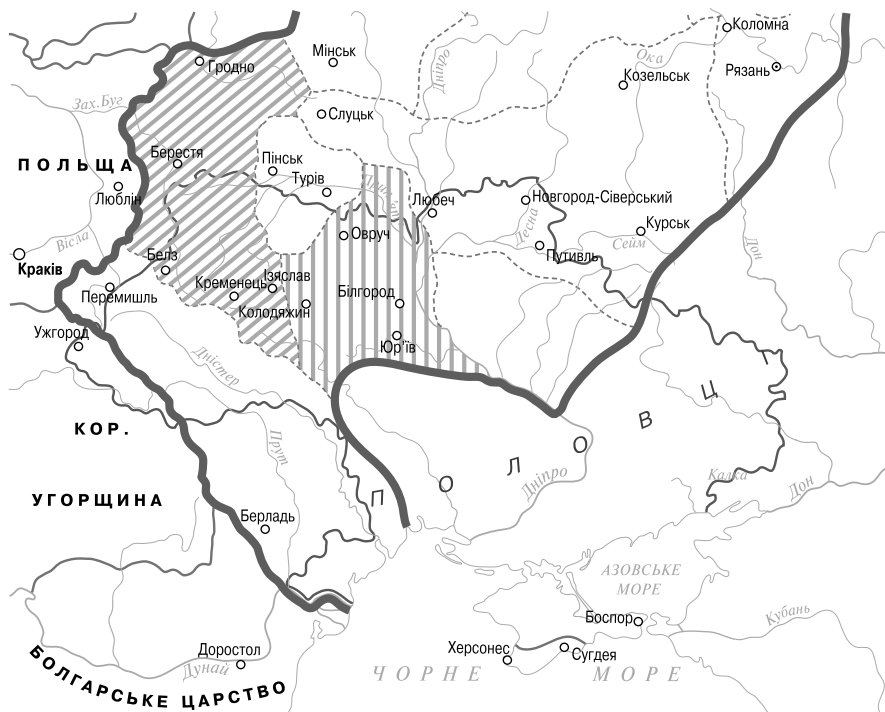 Коломна
Мінськ
Ока
Дніпро
Гродно
Рязань
Козельськ
Зах. Буг
Слуцьк
ПОЛЬЩА
Берестя
Пінськ
Турів
Люблін
Любеч
Новгород-Сіверський
Десна
Курськ
Вісла
Овруч
Сейм
Путивль
Дон
Краків
Белз
Кременець
Ізяслав
Перемишль
Колодяжин
Білгород
Ужгород
Юр'їв
Дністер
КОР.
УГОРЩИНА
Прут
ПОЛОВЦІ
Дніпро
Калка
Дон
Берладь
АЗОВСЬКЕ
МОРЕ
Боспор
Кубань
Доростол
Херсонес
Сугдея
Дунай
ЧОРНЕ МОРЕ
БОЛГАРСЬКЕ ЦАРСТВО